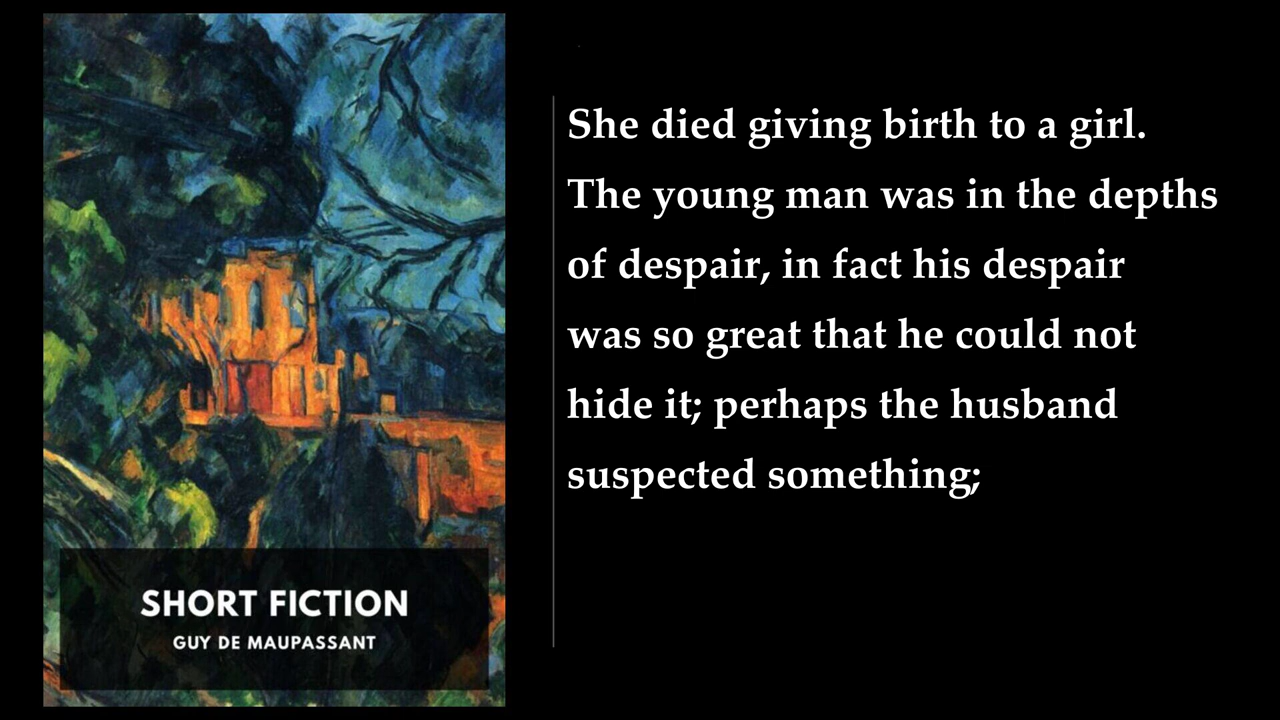 SHORT FICTION
GUY DE MAUPASSANT
She died giving birth to a girl.
The young man was in the depths
of despair, in fact his despair
was so great that he could not
hide it; perhaps the husband
suspected something;